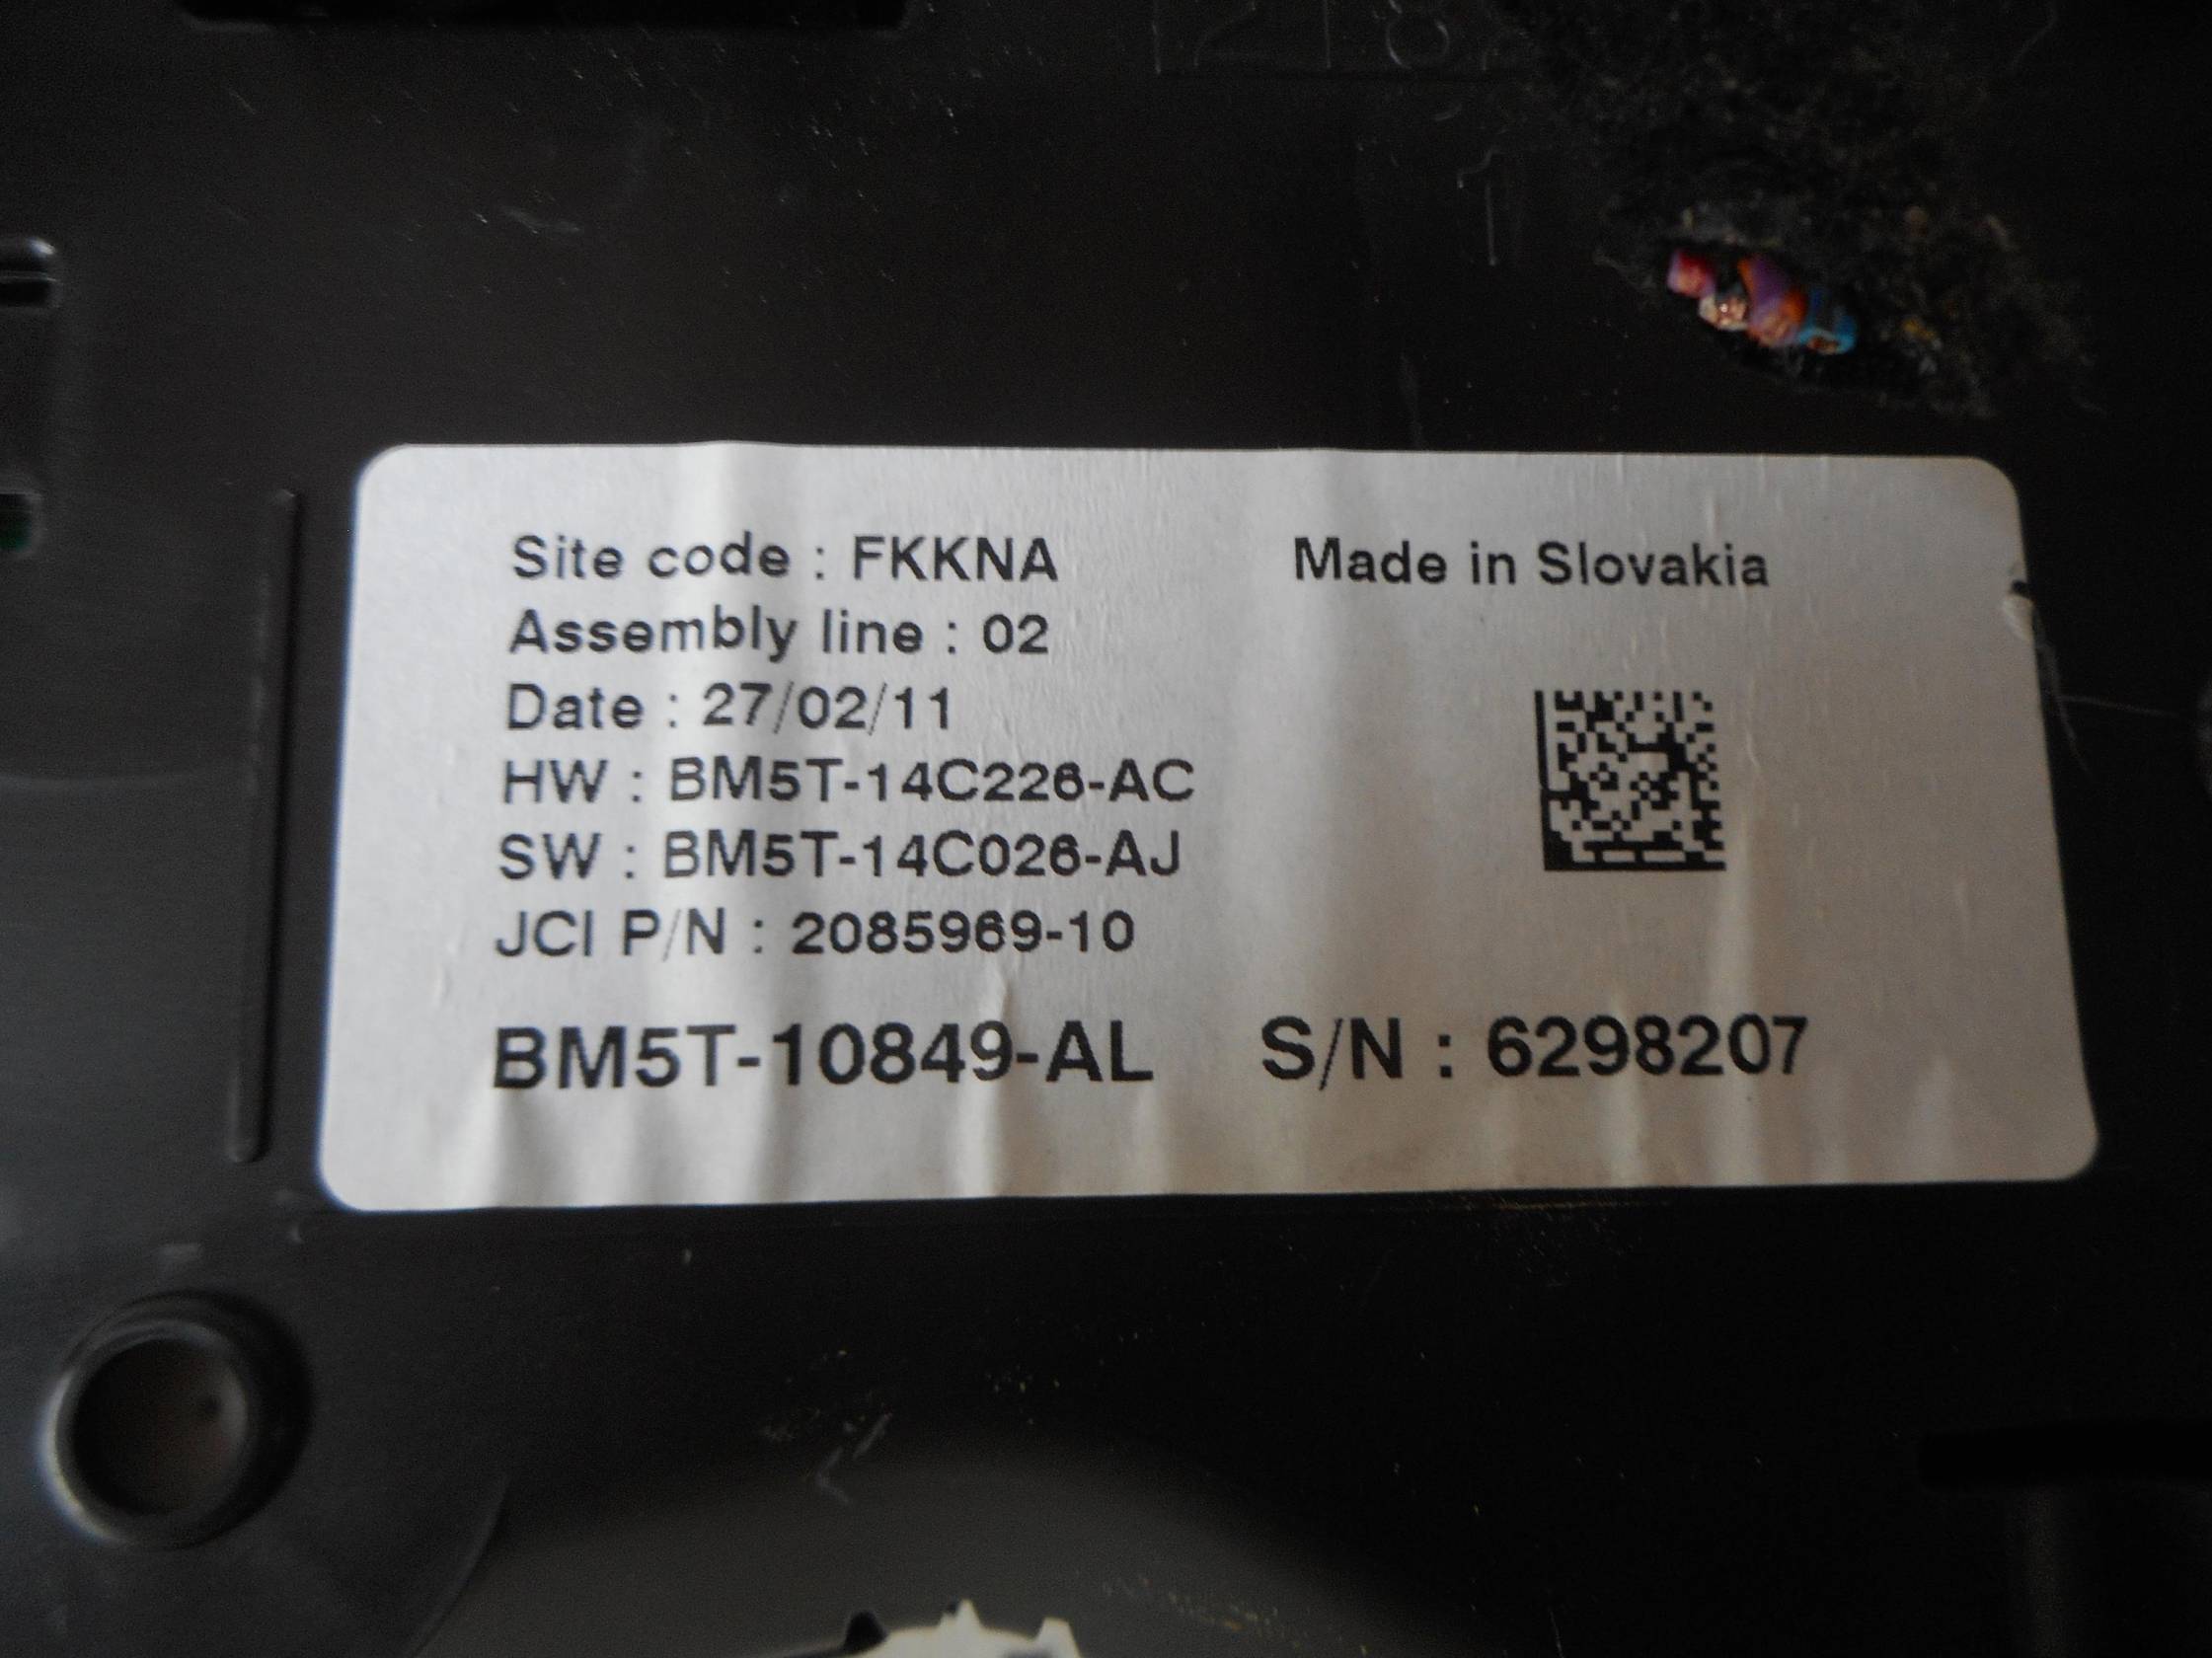 218
Site code : FKKNA
Made in Slovakia
Assembly line : 02
Date : 27/02/11
HW : BM5T-14C226-AC
SW : BM5T-14C026-AJ
JCI P/N : 2085969-10
BM5T-10849-AL S/N : 6298207